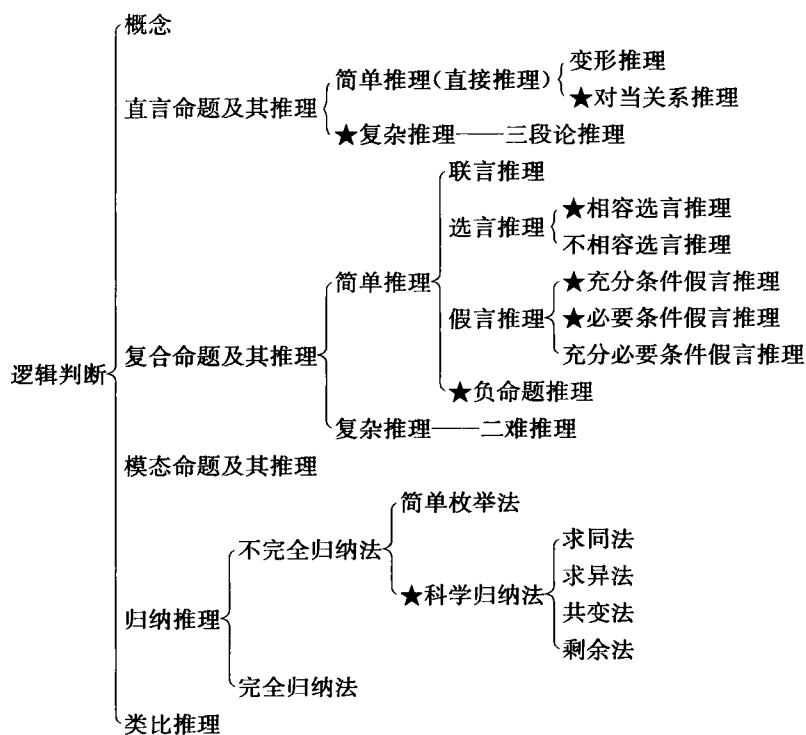 逻辑判断
概念
直言命题及其推理
简单推理(直接推理)
变形推理
★对当关系推理
★复杂推理——三段论推理
复合命题及其推理
简单推理
联言推理
选言推理
★相容选言推理
不相容选言推理
假言推理
★充分条件假言推理
★必要条件假言推理
充分必要条件假言推理
★负命题推理
复杂推理——二难推理
模态命题及其推理
归纳推理
不完全归纳法
简单枚举法
★科学归纳法
求同法
求异法
共变法
剩余法
完全归纳法
类比推理